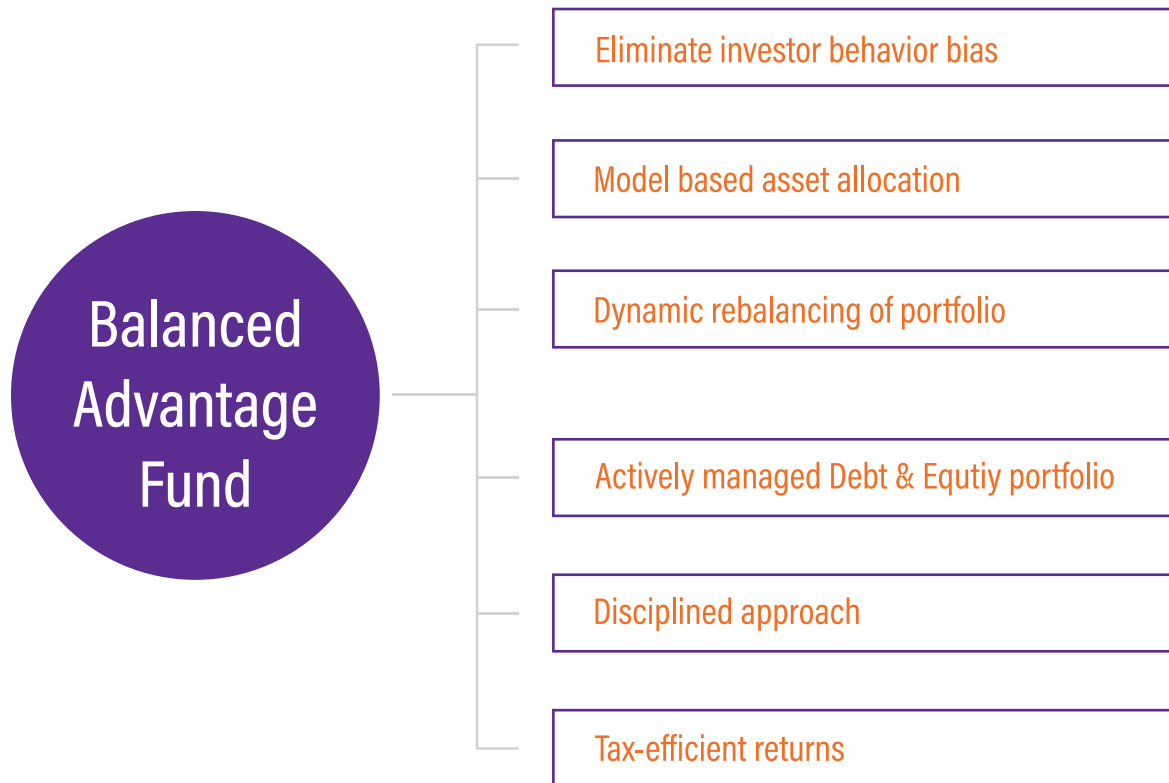 Eliminate investor behavior bias
Model based asset allocation
Dynamic rebalancing of portfolio
Balanced
Advantage
Fund
Actively managed Debt & Equtiy portfolio
Disciplined approach
Tax-efficient returns